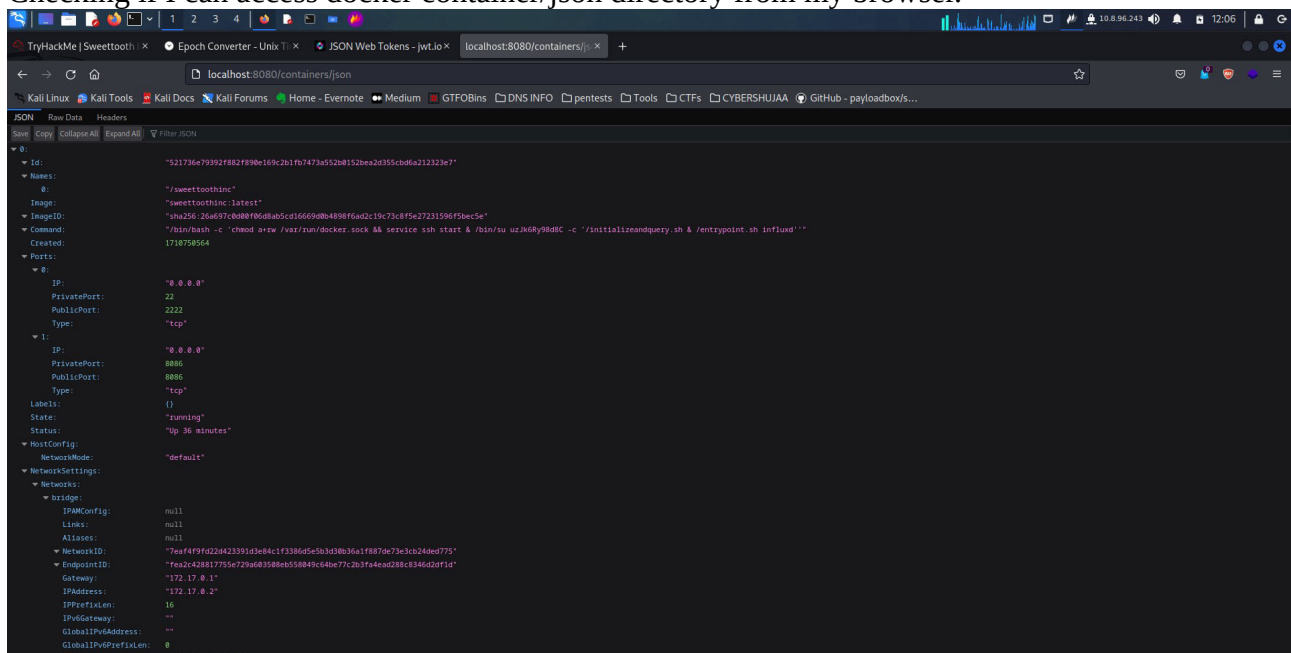 Checking if I can access docker container/json directory from my browser.
1 2 3 4 10.8.96.243 12:06
TryHackMe | Sweettooth I × Epoch Converter - Unix Ti × JSON Web Tokens - jwt.io × localhost:8080/containers/js × +
localhost:8080/containers/json
Kali Linux Kali Tools Kali Docs Kali Forums Home - Evernote Medium GTFOBins DNS INFO pentests Tools CTFs CYBERSHUJAA GitHub - payloadbox/s...
JSON Raw Data Headers
Save Copy Collapse All Expand All Filter JSON
0:
Id: "521736e79392f882f890e169c2b1fb7473a552b0152bea2d355cbd6a212323e7"
Names:
0: "/sweettoothinc"
Image: "sweettoothinc:latest"
ImageID: "sha256:26a697c0d00f06d8ab5cd16669d0b4898f6ad2c19c73c8f5e27231596f5bec5e"
Command: "/bin/bash -c 'chmod a+rw /var/run/docker.sock && service ssh start & /bin/su uzJk6Ry98d8C -c '/initializeandquery.sh & /entrypoint.sh influxd''"
Created: 1710750564
Ports:
0:
IP: "0.0.0.0"
PrivatePort: 22
PublicPort: 2222
Type: "tcp"
1:
IP: "0.0.0.0"
PrivatePort: 8086
PublicPort: 8086
Type: "tcp"
Labels: {}
State: "running"
Status: "Up 36 minutes"
HostConfig:
NetworkMode: "default"
NetworkSettings:
Networks:
bridge:
IPAMConfig: null
Links: null
Aliases: null
NetworkID: "7eaf4f9fd22d423391d3e84c1f3386d5e5b3d30b36a1f887de73e3cb24ded775"
EndpointID: "fea2c428817755e729a603508eb558049c64be77c2b3fa4ead288c8346d2df1d"
Gateway: "172.17.0.1"
IPAddress: "172.17.0.2"
IPPrefixLen: 16
IPv6Gateway: ""
GlobalIPv6Address: ""
GlobalIPv6PrefixLen: 0